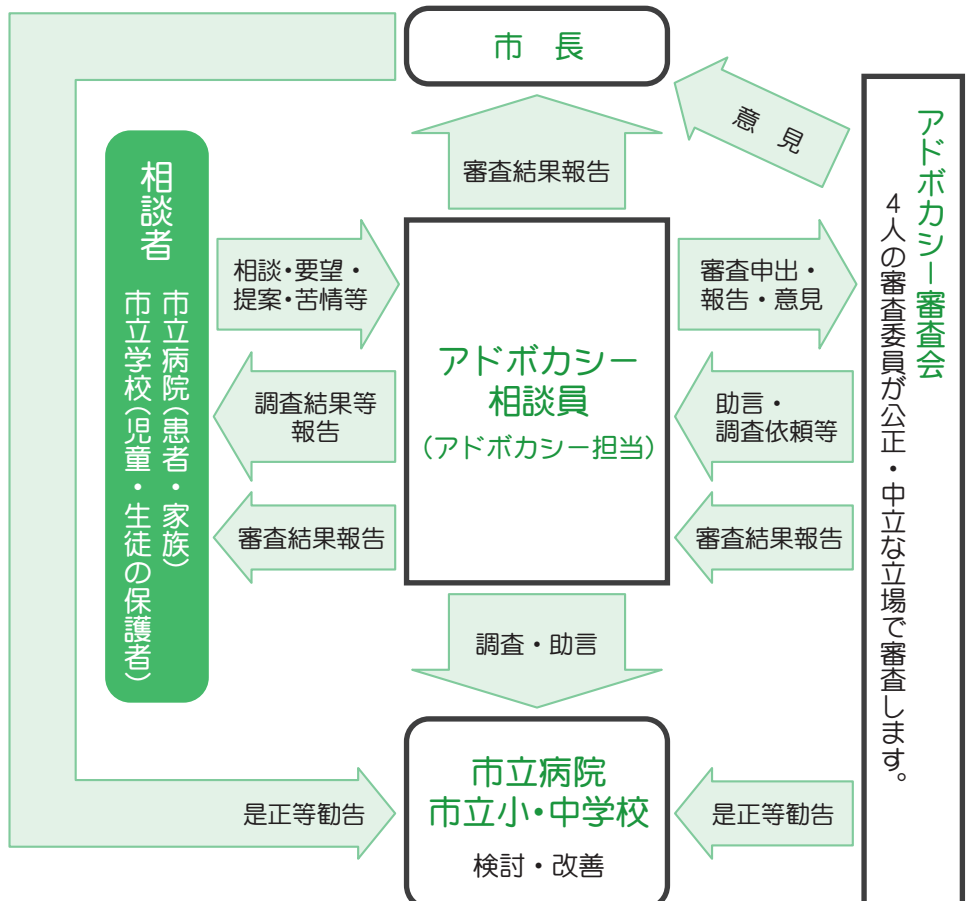 市　長
意　見
審査結果報告
アドボカシー審査会
4人の審査委員が公正・中立な立場で審査します。
相談者
市立病院（患者・家族）
市立学校（児童・生徒の保護者）
相談・要望・
提案・苦情等
調査結果等
報告
審査結果報告
アドボカシー
相談員
（アドボカシー担当）
審査申出・
報告・意見
助言・
調査依頼等
審査結果報告
調査・助言
是正等勧告
市立病院
市立小・中学校
検討・改善
是正等勧告